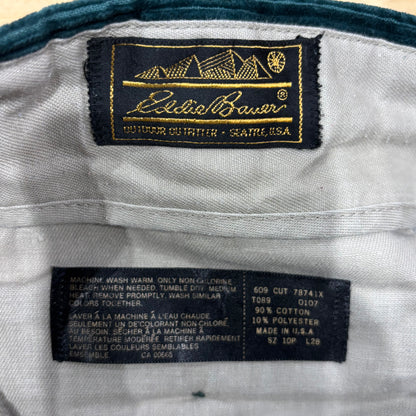 Eddie Bauer®
OUTDOOR OUTFITTER · SEATTLE, U.S.A.
MACHINE WASH WARM, ONLY NON-CHLORINE
BLEACH WHEN NEEDED. TUMBLE DRY, MEDIUM
HEAT. REMOVE PROMPTLY. WASH SIMILAR
COLORS TOGETHER.
LAVER À LA MACHINE À L'EAU CHAUDE.
SEULEMENT UN DÉCOLORANT NON CHLORÉ
AU BESOIN. SÉCHER À LA MACHINE À
TEMPÉRATURE MODÉRÉE. RETIRER RAPIDEMENT.
LAVER LES COULEURS SEMBLABLES
ENSEMBLE. CA 00665
609 CUT 78741X
T089 0107
90% COTTON
10% POLYESTER
MADE IN U.S.A
SZ 10P L28